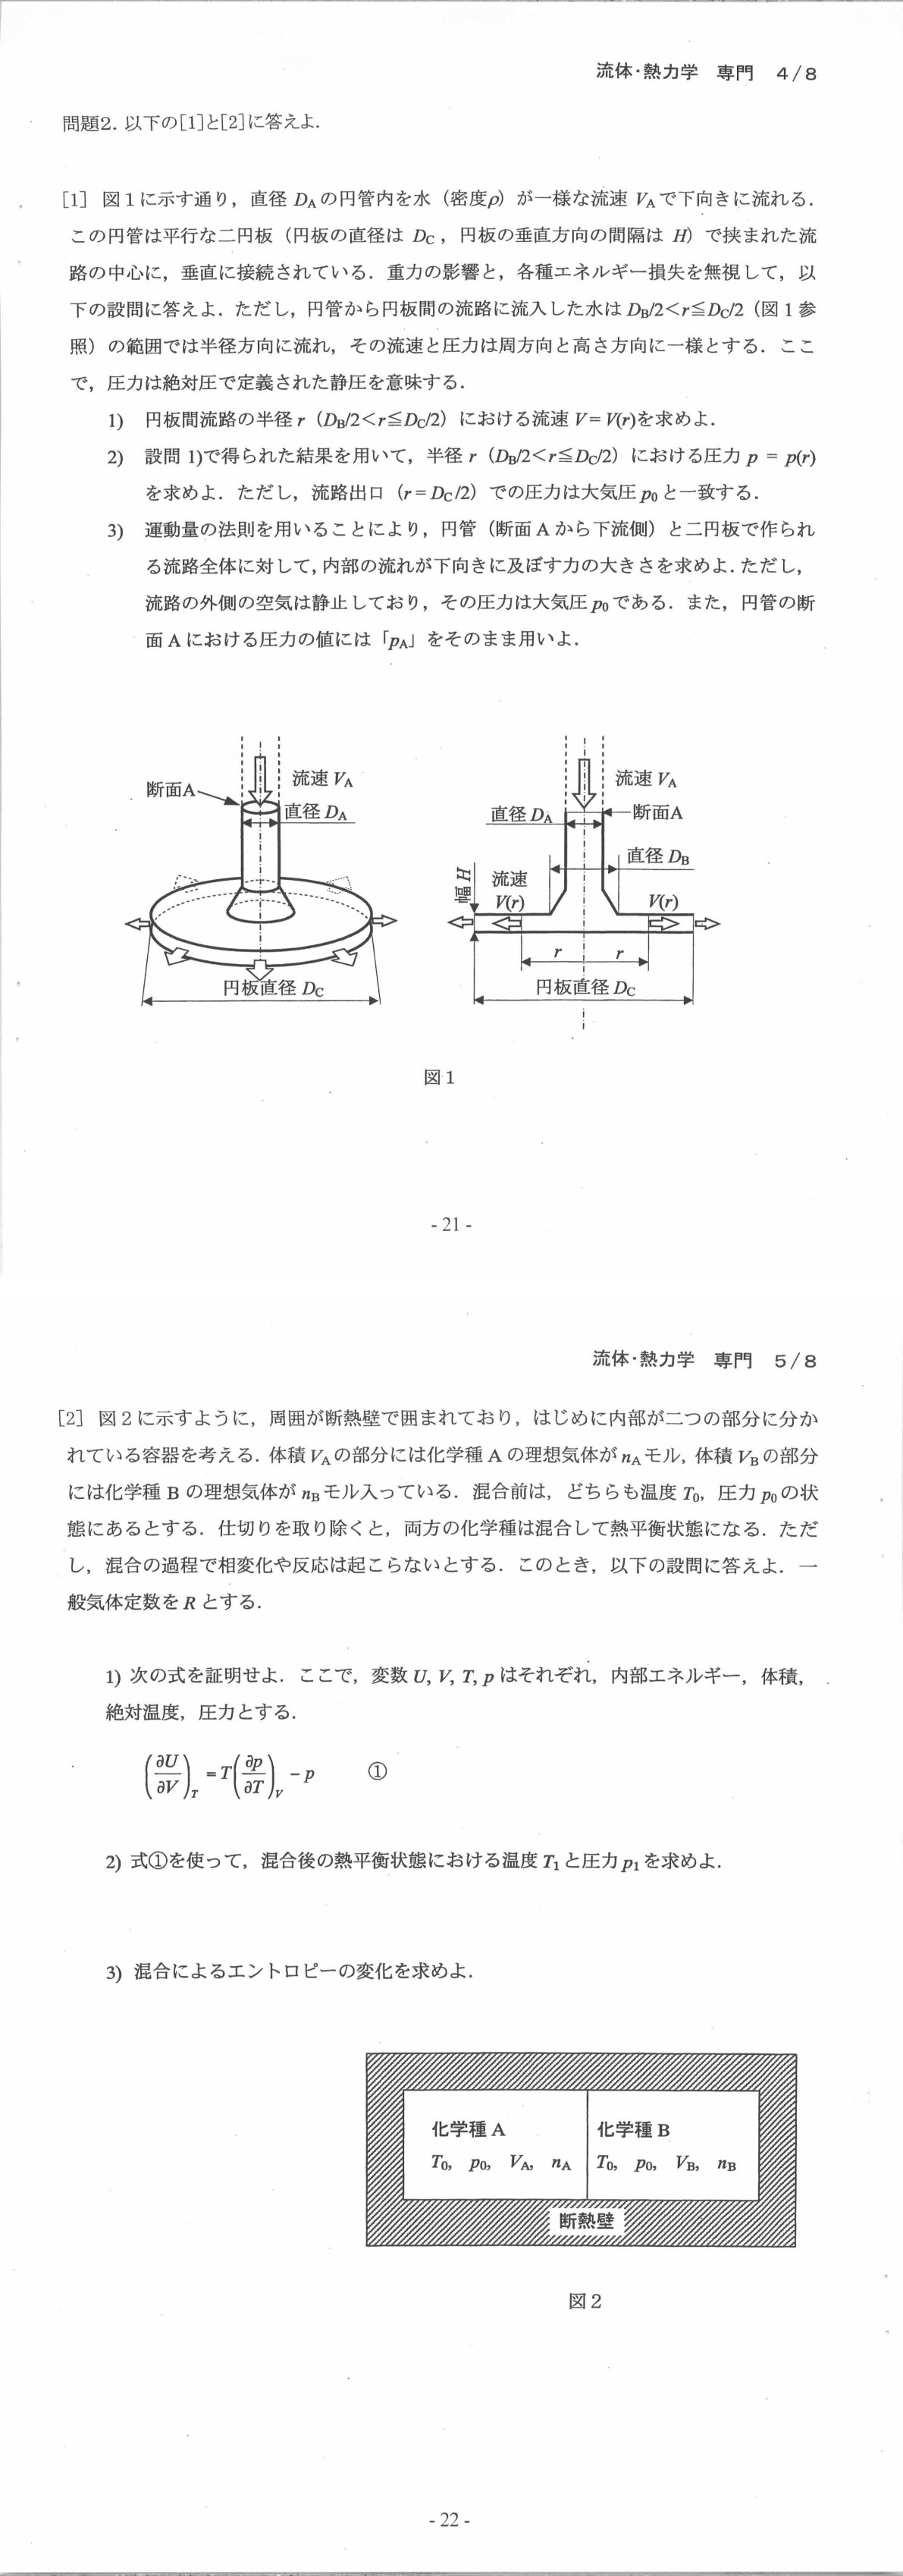 流体・熱力学　専門　4/8
問題2. 以下の[1]と[2]に答えよ.
[1] 図1に示す通り，直径 DAの円管内を水（密度ρ）が一様な流速 VAで下向きに流れる.
この円管は平行な二円板（円板の直径は DC，円板の垂直方向の間隔は H）で挟まれた流
路の中心に，垂直に接続されている．重力の影響と，各種エネルギー損失を無視して，以
下の設問に答えよ．ただし，円管から円板間の流路に流入した水は DB/2<r≦DC/2（図1参
照）の範囲では半径方向に流れ，その流速と圧力は周方向と高さ方向に一様とする．ここ
で，圧力は絶対圧で定義された静圧を意味する．
1) 円板間流路の半径 r（DB/2<r≦DC/2）における流速 V= V(r)を求めよ．
2) 設問 1)で得られた結果を用いて，半径 r（DB/2<r≦DC/2）における圧力 p = p(r)
を求めよ．ただし，流路出口（r = DC/2）での圧力は大気圧 p0 と一致する．
3) 運動量の法則を用いることにより，円管（断面 A から下流側）と二円板で作られ
る流路全体に対して，内部の流れが下向きに及ぼす力の大きさを求めよ．ただし，
流路の外側の空気は静止しており，その圧力は大気圧 p0 である．また，円管の断
面 A における圧力の値には「pA」をそのまま用いよ．
断面A
流速 VA
直径 DA
円板直径 DC
流速 VA
直径 DA
断面A
直径 DB
幅 H
流速
V(r)
V(r)
r
r
円板直径 DC
図1
- 21 -
流体・熱力学　専門　5/8
[2] 図2に示すように，周囲が断熱壁で囲まれており，はじめに内部が二つの部分に分か
れている容器を考える．体積 VAの部分には化学種 A の理想気体が nAモル，体積 VBの部分
には化学種 B の理想気体が nBモル入っている．混合前は，どちらも温度 T0，圧力 p0 の状
態にあるとする．仕切りを取り除くと，両方の化学種は混合して熱平衡状態になる．ただ
し，混合の過程で相変化や反応は起こらないとする．このとき，以下の設問に答えよ．一
般気体定数を R とする．
1) 次の式を証明せよ．ここで，変数 U, V, T, p はそれぞれ，内部エネルギー，体積，
絶対温度，圧力とする．
(∂U/∂V)T = T(∂p/∂T)V − p　①
2) 式①を使って，混合後の熱平衡状態における温度 T1 と圧力 p1 を求めよ．
3) 混合によるエントロピーの変化を求めよ．
化学種 A
T0, p0, VA, nA
化学種 B
T0, p0, VB, nB
断熱壁
図2
- 22 -